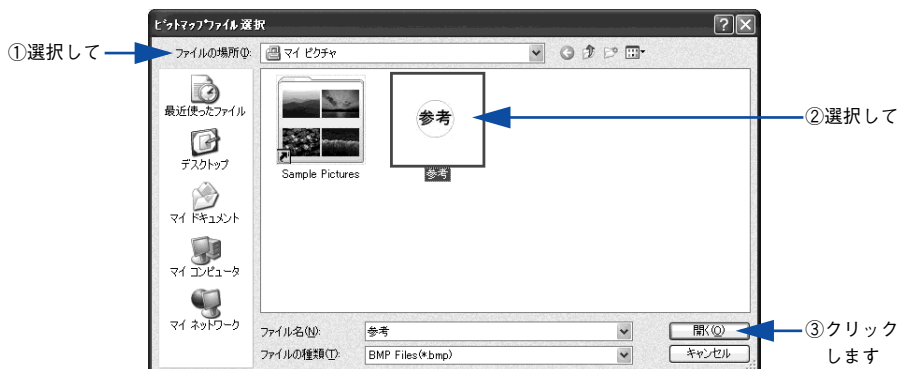 ビットマップファイル選択
①選択して
ファイルの場所(I):
マイ ピクチャ
最近使ったファイル
デスクトップ
マイ ドキュメント
マイ コンピュータ
マイ ネットワーク
Sample Pictures
参考
参考
②選択して
ファイル名(N):
参考
開く(O)
③クリック
します
ファイルの種類(T):
BMP Files(*.bmp)
キャンセル